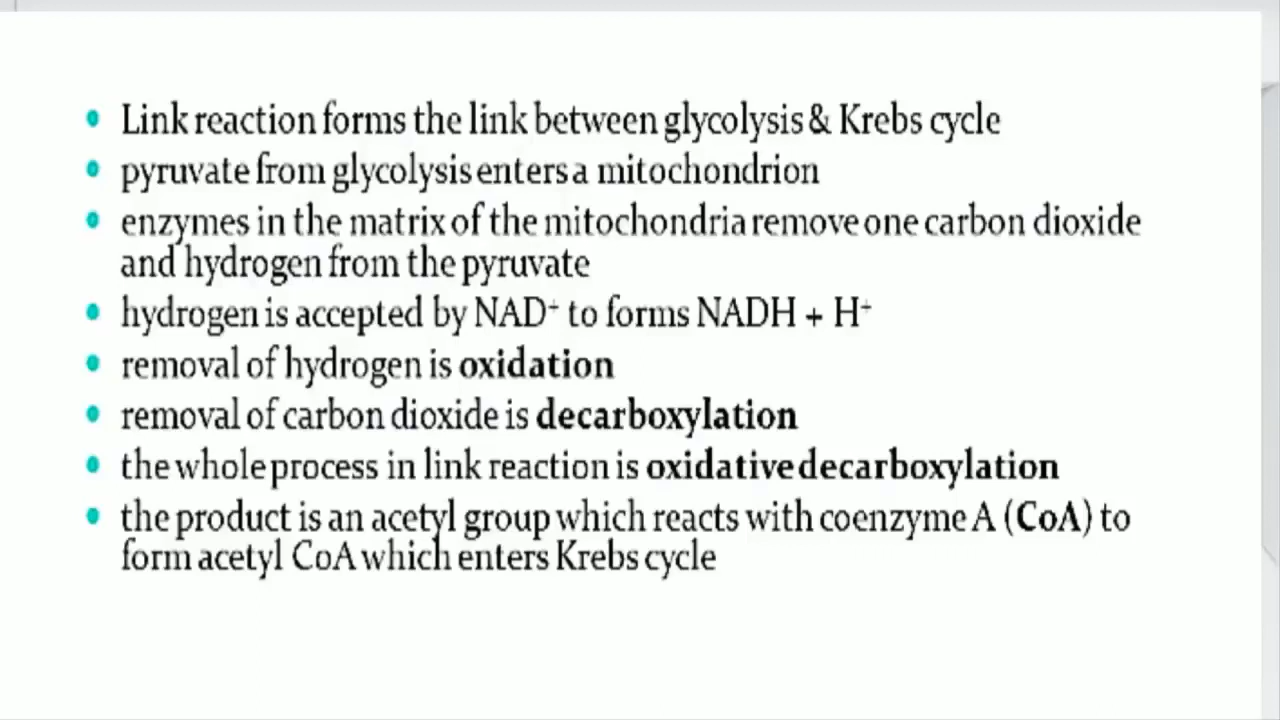 • Link reaction forms the link between glycolysis & Krebs cycle
• pyruvate from glycolysis enters a mitochondrion
• enzymes in the matrix of the mitochondria remove one carbon dioxide
and hydrogen from the pyruvate
• hydrogen is accepted by NAD⁺ to forms NADH + H⁺
• removal of hydrogen is oxidation
• removal of carbon dioxide is decarboxylation
• the whole process in link reaction is oxidative decarboxylation
• the product is an acetyl group which reacts with coenzyme A (CoA) to
form acetyl CoA which enters Krebs cycle